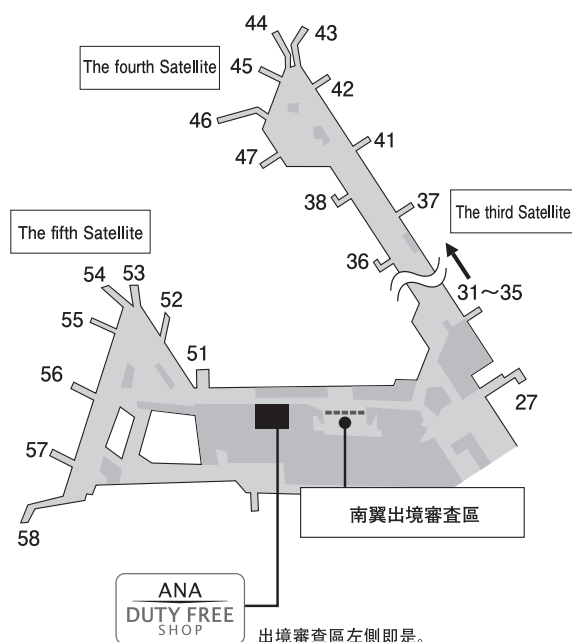 44
43
The fourth Satellite
45
42
46
41
47
38
37
The third Satellite
The fifth Satellite
36
31～35
54
53
52
55
51
56
27
57
南翼出境審查區
58
ANA
DUTY FREE
SHOP
出境審查區左側即是。